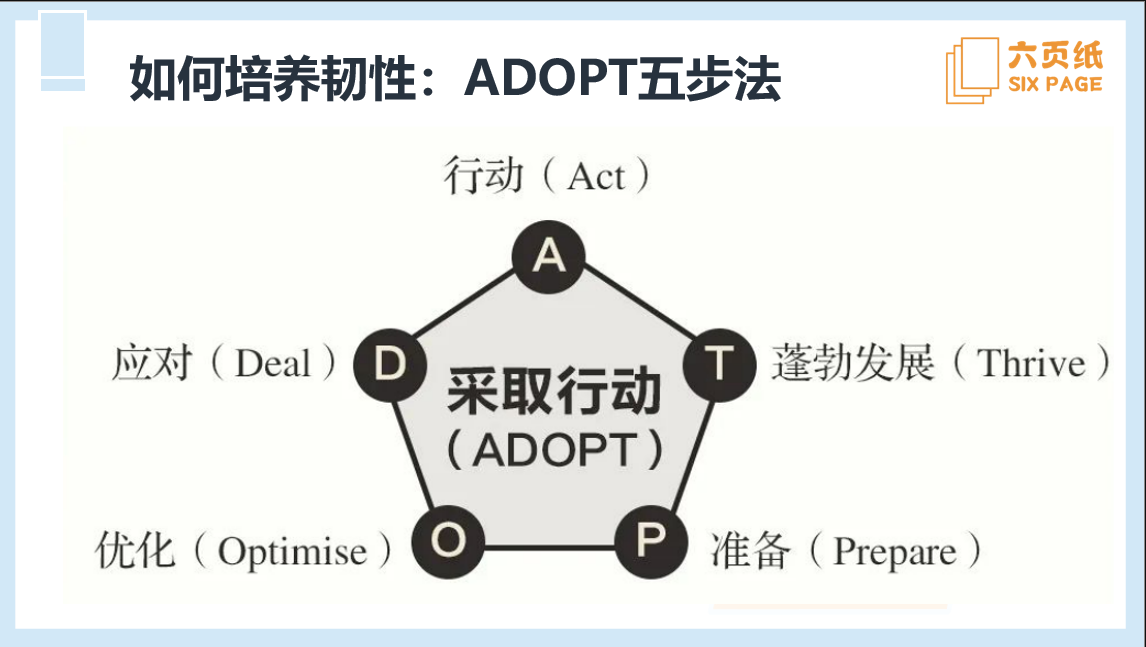 如何培养韧性：ADOPT五步法
六页纸
SIX PAGE
行动（Act）
A
应对（Deal）
D
T
蓬勃发展（Thrive）
采取行动
（ADOPT）
优化（Optimise）
O
P
准备（Prepare）